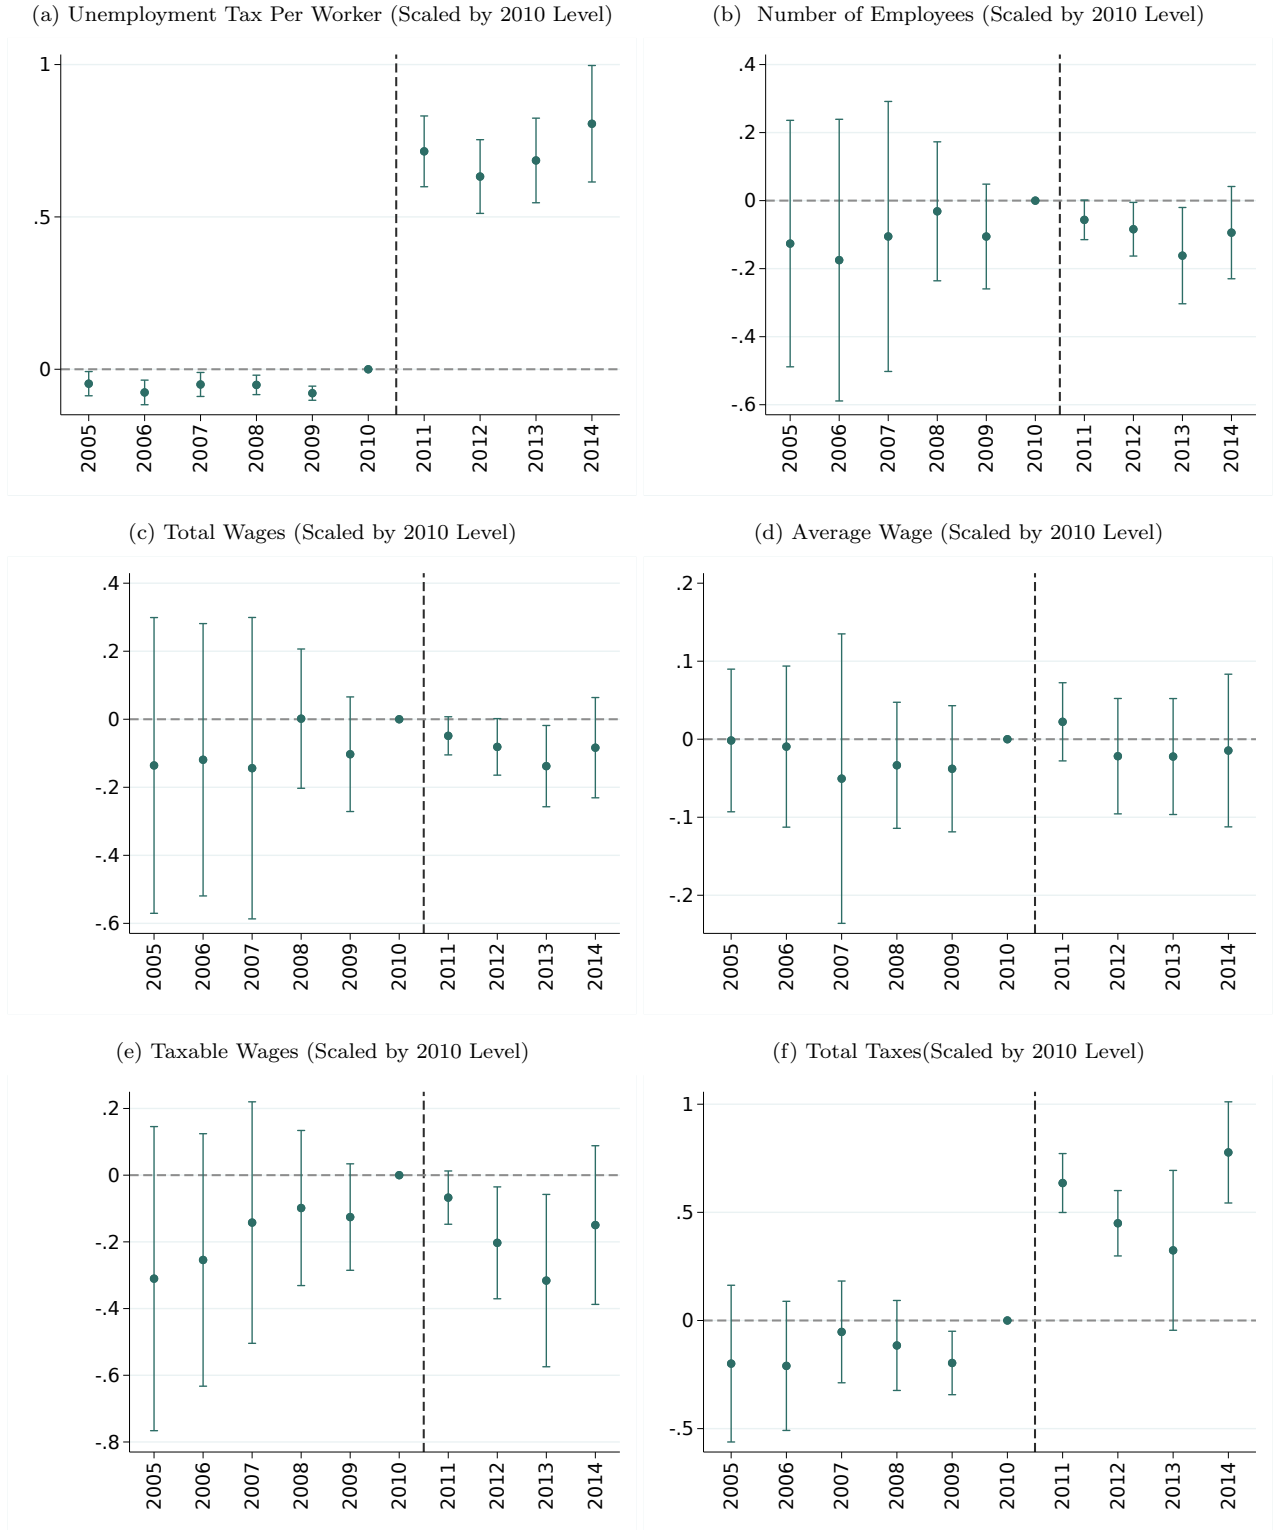 (a) Unemployment Tax Per Worker (Scaled by 2010 Level)
1
.5
0
2005 2006 2007 2008 2009 2010 2011 2012 2013 2014
(b) Number of Employees (Scaled by 2010 Level)
.4
.2
0
-.2
-.4
-.6
2005 2006 2007 2008 2009 2010 2011 2012 2013 2014
(c) Total Wages (Scaled by 2010 Level)
.4
.2
0
-.2
-.4
-.6
2005 2006 2007 2008 2009 2010 2011 2012 2013 2014
(d) Average Wage (Scaled by 2010 Level)
.2
.1
0
-.1
-.2
2005 2006 2007 2008 2009 2010 2011 2012 2013 2014
(e) Taxable Wages (Scaled by 2010 Level)
.2
0
-.2
-.4
-.6
-.8
2005 2006 2007 2008 2009 2010 2011 2012 2013 2014
(f) Total Taxes(Scaled by 2010 Level)
1
.5
0
-.5
2005 2006 2007 2008 2009 2010 2011 2012 2013 2014